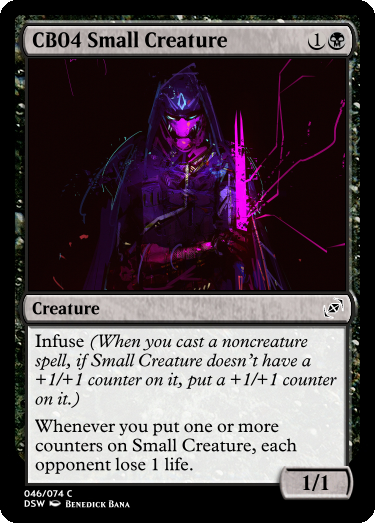 CB04 Small Creature 1
Creature
Infuse (When you cast a noncreature
spell, if Small Creature doesn't have a
+1/+1 counter on it, put a +1/+1 counter
on it.)
Whenever you put one or more
counters on Small Creature, each
opponent lose 1 life.
1/1
046/074 C
DSW Benedick Bana